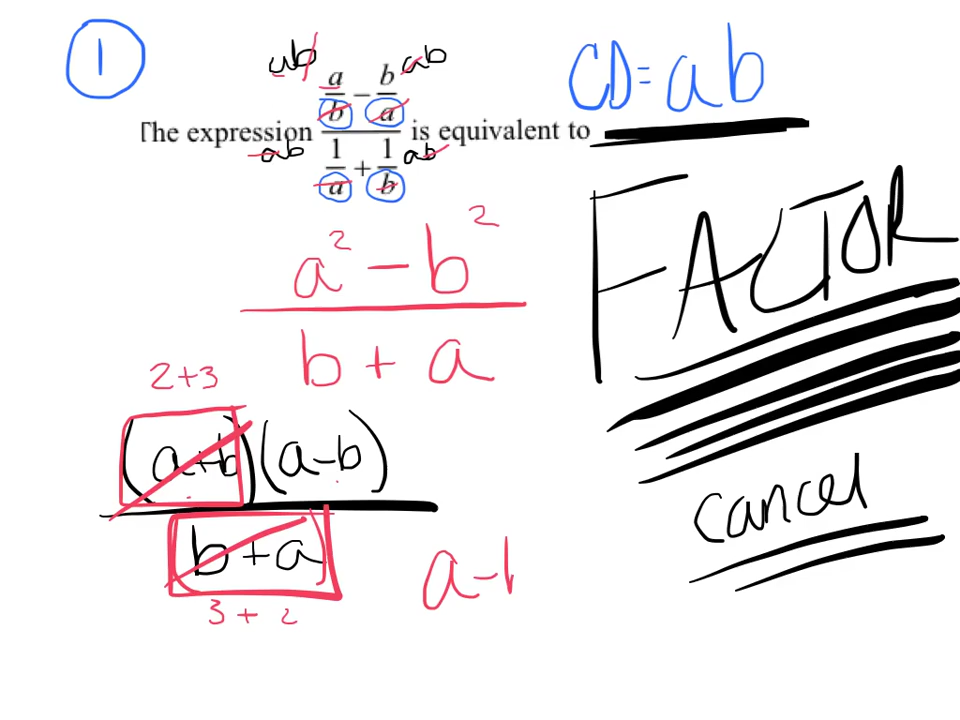 1
ab ab
a/b − b/a
CD = ab
The expression is equivalent to
ab ab
1/a + 1/b
a² − b²
b + a
FACTOR
2+3
(a+b)(a-b)
b+a
a-
3 + 2
cancel